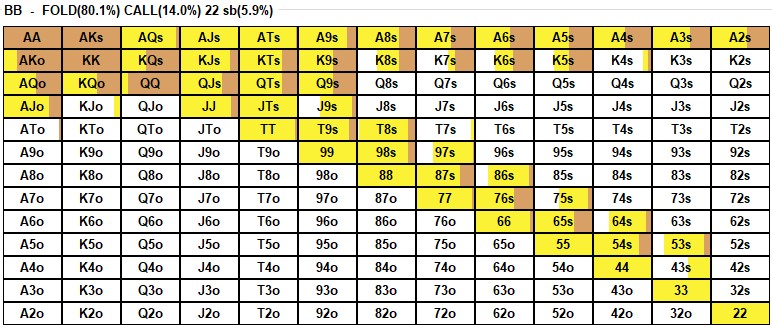 BB - FOLD(80.1%) CALL(14.0%) 22 sb(5.9%)
AA AKs AQs AJs ATs A9s A8s A7s A6s A5s A4s A3s A2s
AKo KK KQs KJs KTs K9s K8s K7s K6s K5s K4s K3s K2s
AQo KQo QQ QJs QTs Q9s Q8s Q7s Q6s Q5s Q4s Q3s Q2s
AJo KJo QJo JJ JTs J9s J8s J7s J6s J5s J4s J3s J2s
ATo KTo QTo JTo TT T9s T8s T7s T6s T5s T4s T3s T2s
A9o K9o Q9o J9o T9o 99 98s 97s 96s 95s 94s 93s 92s
A8o K8o Q8o J8o T8o 98o 88 87s 86s 85s 84s 83s 82s
A7o K7o Q7o J7o T7o 97o 87o 77 76s 75s 74s 73s 72s
A6o K6o Q6o J6o T6o 96o 86o 76o 66 65s 64s 63s 62s
A5o K5o Q5o J5o T5o 95o 85o 75o 65o 55 54s 53s 52s
A4o K4o Q4o J4o T4o 94o 84o 74o 64o 54o 44 43s 42s
A3o K3o Q3o J3o T3o 93o 83o 73o 63o 53o 43o 33 32s
A2o K2o Q2o J2o T2o 92o 82o 72o 62o 52o 42o 32o 22